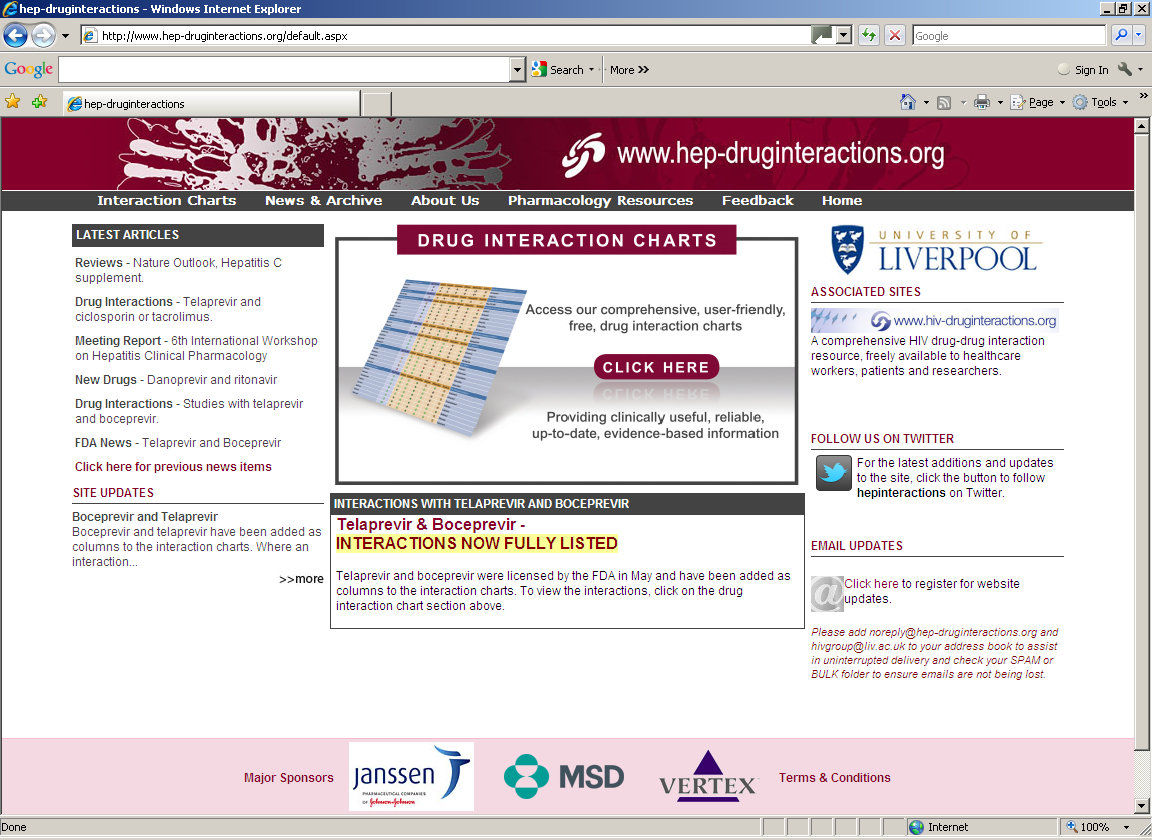 hep-druginteractions - Windows Internet Explorer
http://www.hep-druginteractions.org/default.aspx
Google
Google
Search
More >>
Sign In
hep-druginteractions
Page
Tools
www.hep-druginteractions.org
Interaction Charts
News & Archive
About Us
Pharmacology Resources
Feedback
Home
LATEST ARTICLES
Reviews - Nature Outlook, Hepatitis C
supplement.
Drug Interactions - Telaprevir and
ciclosporin or tacrolimus.
Meeting Report - 6th International Workshop
on Hepatitis Clinical Pharmacology
New Drugs - Danoprevir and ritonavir
Drug Interactions - Studies with telaprevir
and boceprevir.
FDA News - Telaprevir and Boceprevir
Click here for previous news items
SITE UPDATES
Boceprevir and Telaprevir
Boceprevir and telaprevir have been added as
columns to the interaction charts. Where an
interaction...
>>more
DRUG INTERACTION CHARTS
Access our comprehensive, user-friendly,
free, drug interaction charts
CLICK HERE
Providing clinically useful, reliable,
up-to-date, evidence-based information
INTERACTIONS WITH TELAPREVIR AND BOCEPREVIR
Telaprevir & Boceprevir -
INTERACTIONS NOW FULLY LISTED
Telaprevir and boceprevir were licensed by the FDA in May and have been added as
columns to the interaction charts. To view the interactions, click on the drug
interaction chart section above.
UNIVERSITY OF
LIVERPOOL
ASSOCIATED SITES
www.hiv-druginteractions.org
A comprehensive HIV drug-drug interaction
resource, freely available to healthcare
workers, patients and researchers.
FOLLOW US ON TWITTER
For the latest additions and updates
to the site, click the button to follow
hepinteractions on Twitter.
EMAIL UPDATES
@
Click here to register for website
updates.
Please add noreply@hep-druginteractions.org and
hivgroup@liv.ac.uk to your address book to assist
in uninterrupted delivery and check your SPAM or
BULK folder to ensure emails are not being lost.
Major Sponsors
janssen
PHARMACEUTICAL COMPANIES
OF Johnson-Johnson
MSD
VERTEX
Terms & Conditions
Done
Internet
100%